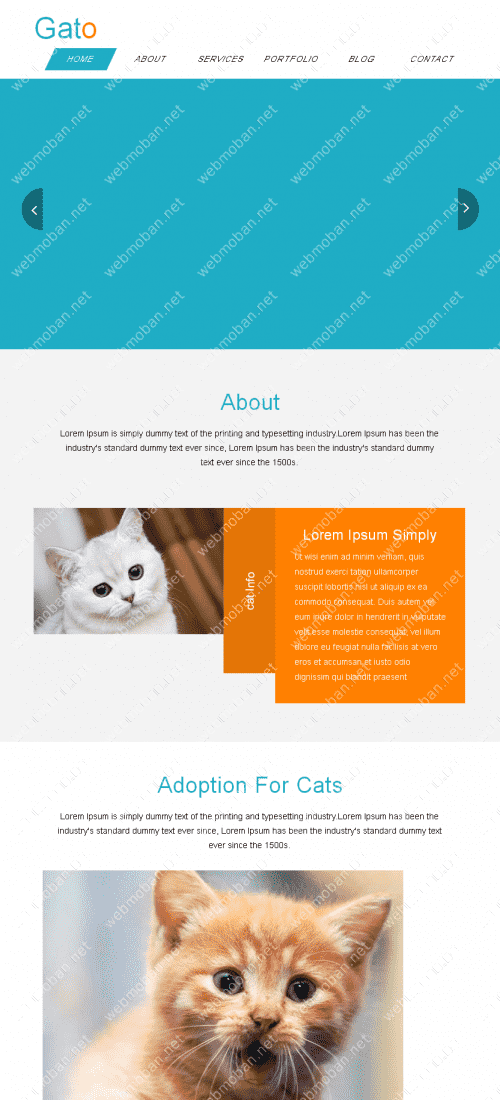 Gato
HOME ABOUT SERVICES PORTFOLIO BLOG CONTACT
About
Lorem Ipsum is simply dummy text of the printing and typesetting industry.Lorem Ipsum has been the
industry's standard dummy text ever since, Lorem Ipsum has been the industry's standard dummy
text ever since the 1500s.
cat Info
Lorem Ipsum Simply
Ut wisi enim ad minim veniam, quis
nostrud exerci tation ullamcorper
suscipit lobortis nisl ut aliquip ex ea
commodo consequat. Duis autem vel
eum iriure dolor in hendrerit in vulputate
velit esse molestie consequat, vel illum
dolore eu feugiat nulla facilisis at vero
eros et accumsan et iusto odio
dignissim qui blandit praesent
Adoption For Cats
Lorem Ipsum is simply dummy text of the printing and typesetting industry.Lorem Ipsum has been the
industry's standard dummy text ever since, Lorem Ipsum has been the industry's standard dummy text
ever since the 1500s.
webmoban.net